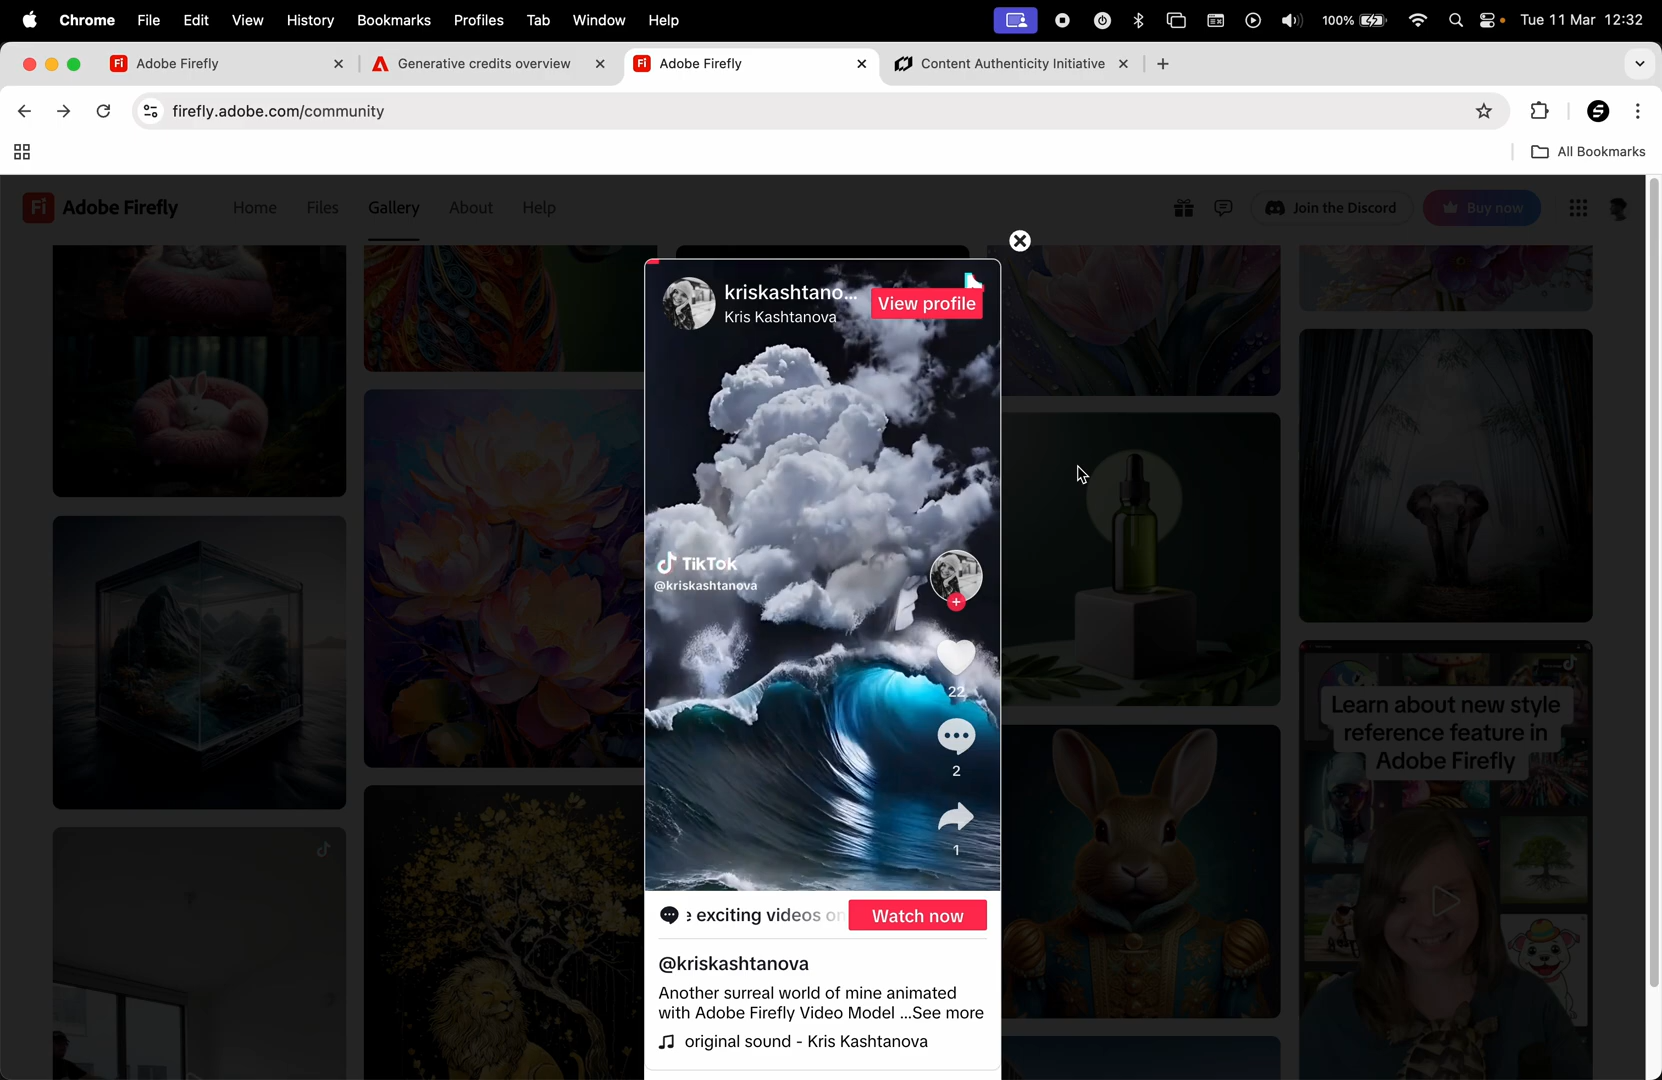 Chrome File Edit View History Bookmarks Profiles Tab Window Help 100% Tue 11 Mar 12:32
Adobe Firefly Generative credits overview Adobe Firefly Content Authenticity Initiative
firefly.adobe.com/community
All Bookmarks
Fi Adobe Firefly Home Files Gallery About Help Join the Discord Buy now
kriskashtano...
View profile
Kris Kashtanova
TikTok
@kriskashtanova
22
2
1
Learn about new style
reference feature in
Adobe Firefly
exciting videos on
Watch now
@kriskashtanova
Another surreal world of mine animated
with Adobe Firefly Video Model ...See more
original sound - Kris Kashtanova